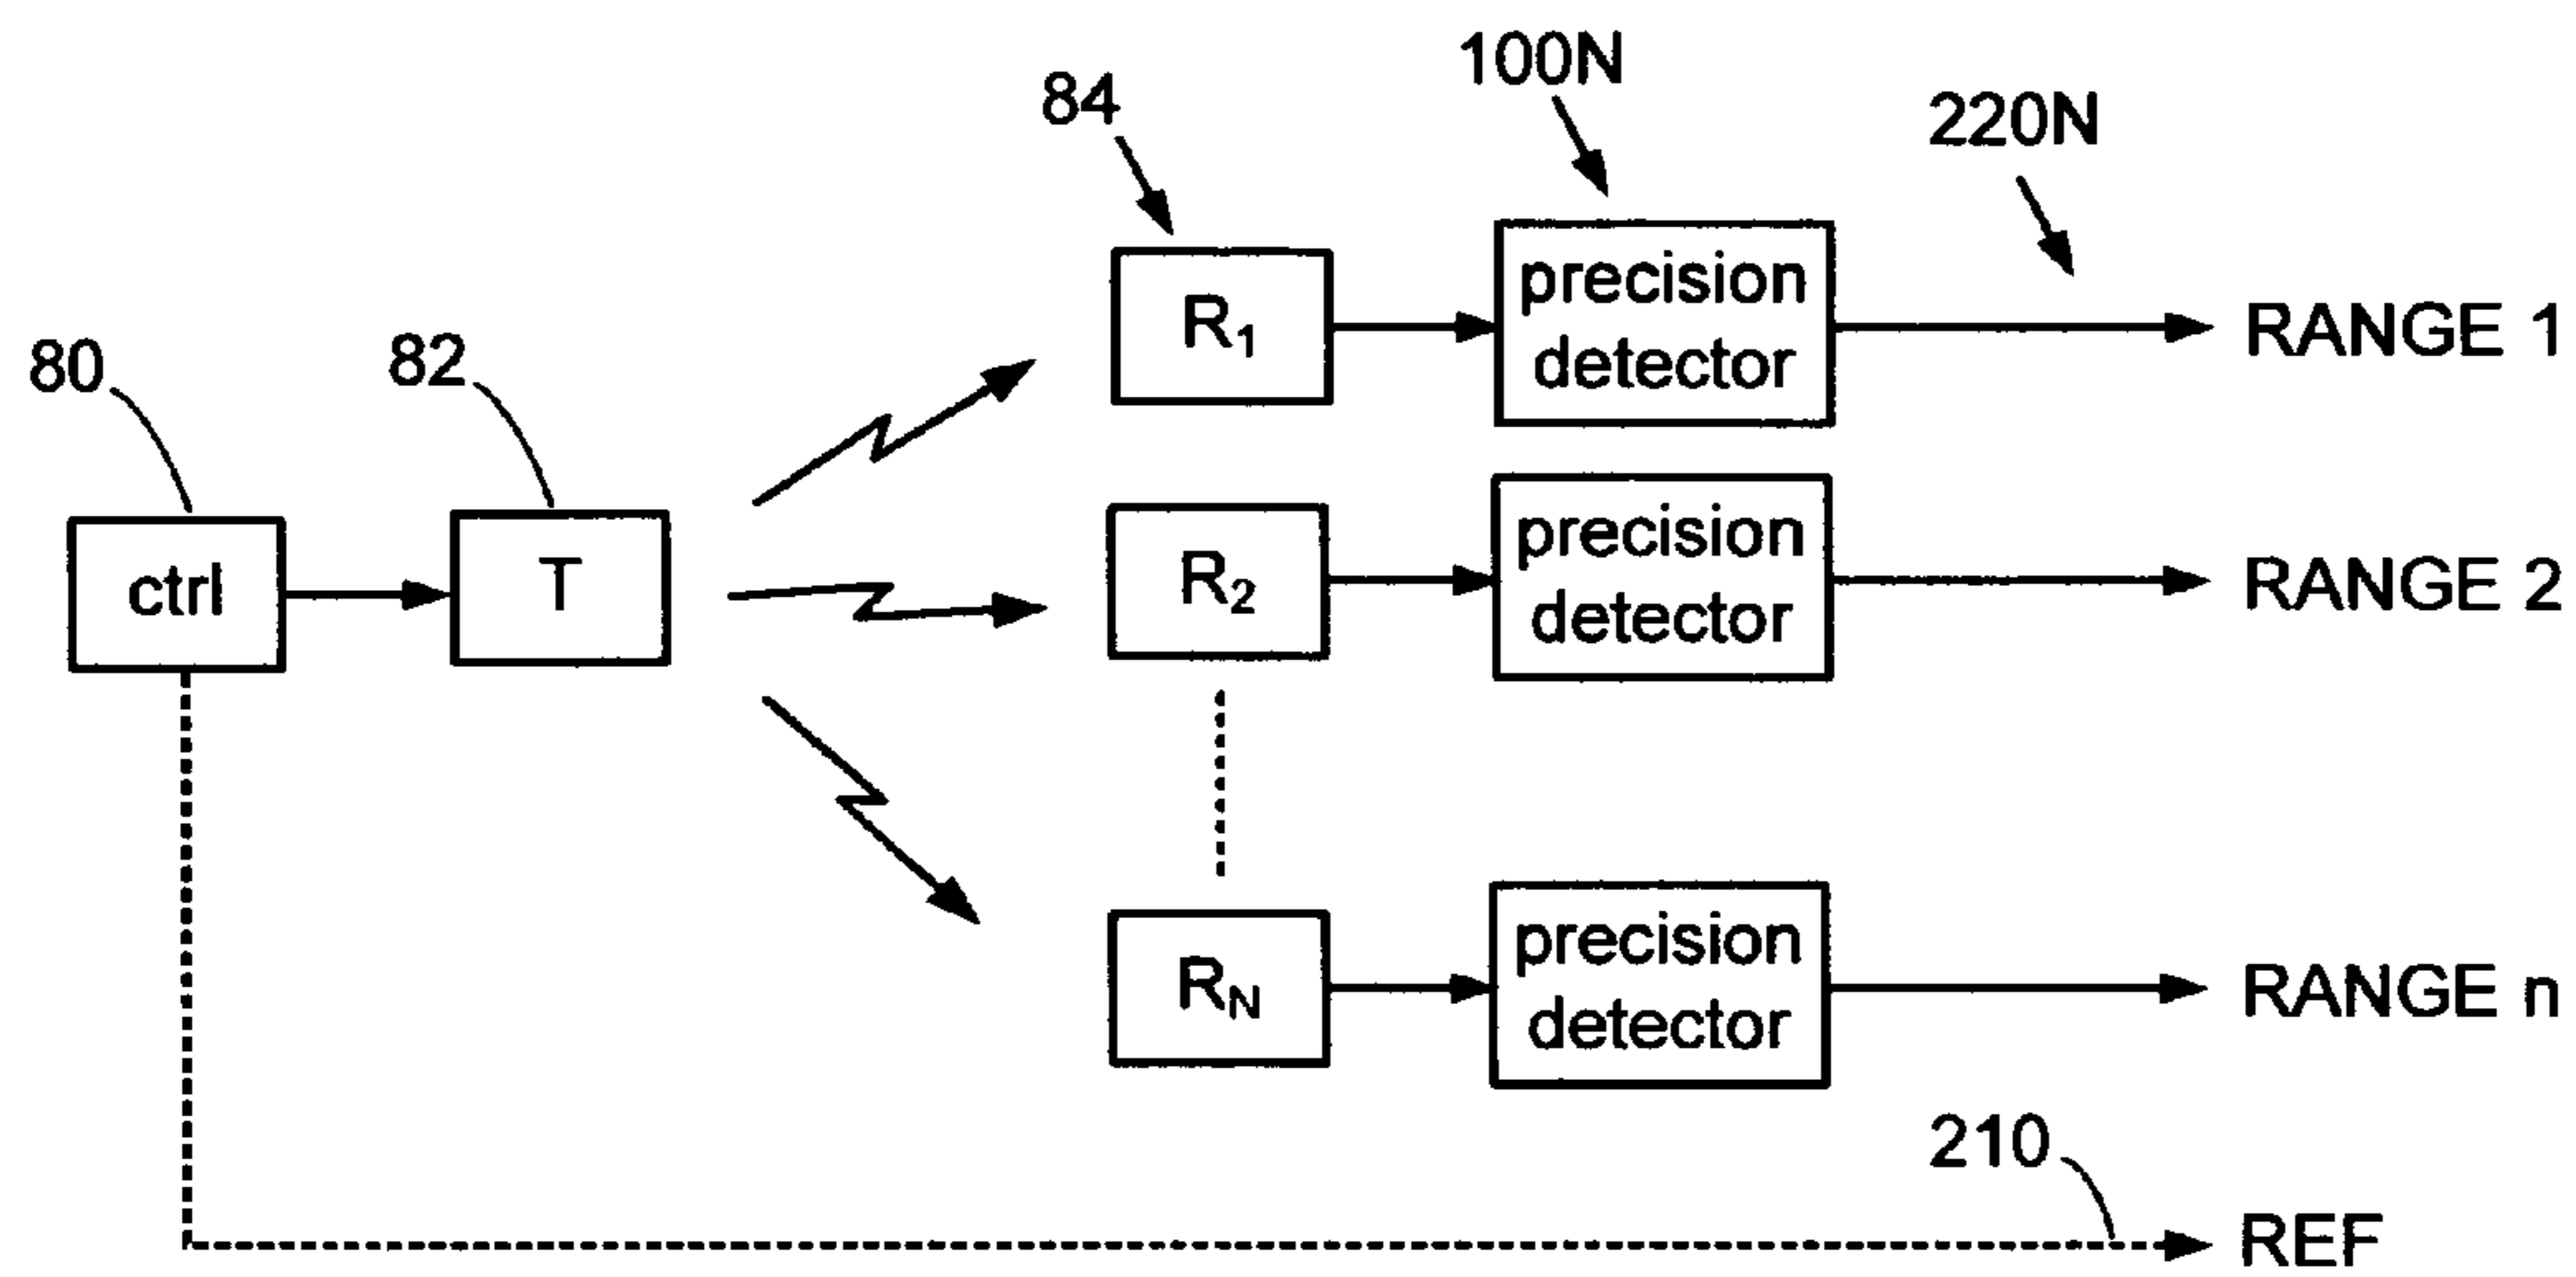 100N
84
220N
precision
detector
R1
RANGE 1
80
82
precision
detector
ctrl
T
R2
RANGE 2
precision
detector
RN
RANGE n
210
REF